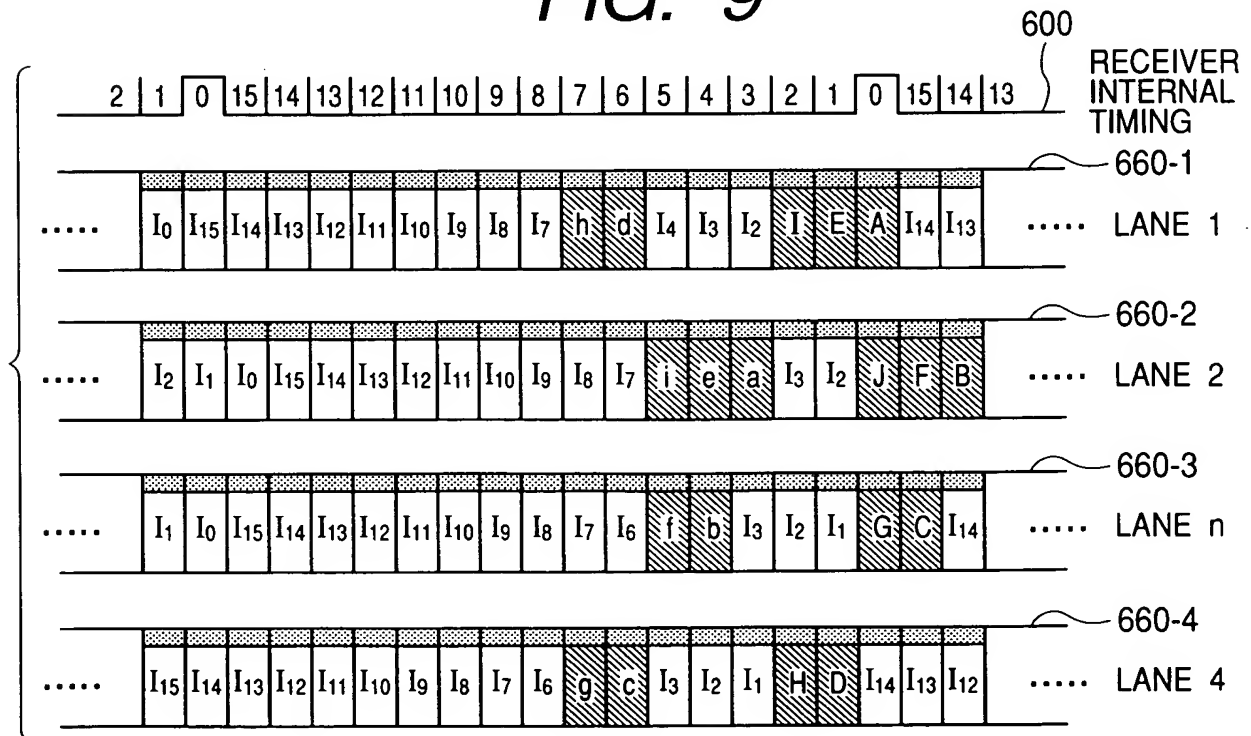 FIG. 9
600
RECEIVER
INTERNAL
TIMING
2 1 0 15 14 13 12 11 10 9 8 7 6 5 4 3 2 1 0 15 14 13
660-1
..... I0 I15 I14 I13 I12 I11 I10 I9 I8 I7 h d I4 I3 I2 I E A I14 I13 ..... LANE 1
660-2
..... I2 I1 I0 I15 I14 I13 I12 I11 I10 I9 I8 I7 i e a I3 I2 J F B ..... LANE 2
660-3
..... I1 I0 I15 I14 I13 I12 I11 I10 I9 I8 I7 I6 f b I3 I2 I1 G C I14 ..... LANE n
660-4
..... I15 I14 I13 I12 I11 I10 I9 I8 I7 I6 g c I3 I2 I1 H D I14 I13 I12 ..... LANE 4